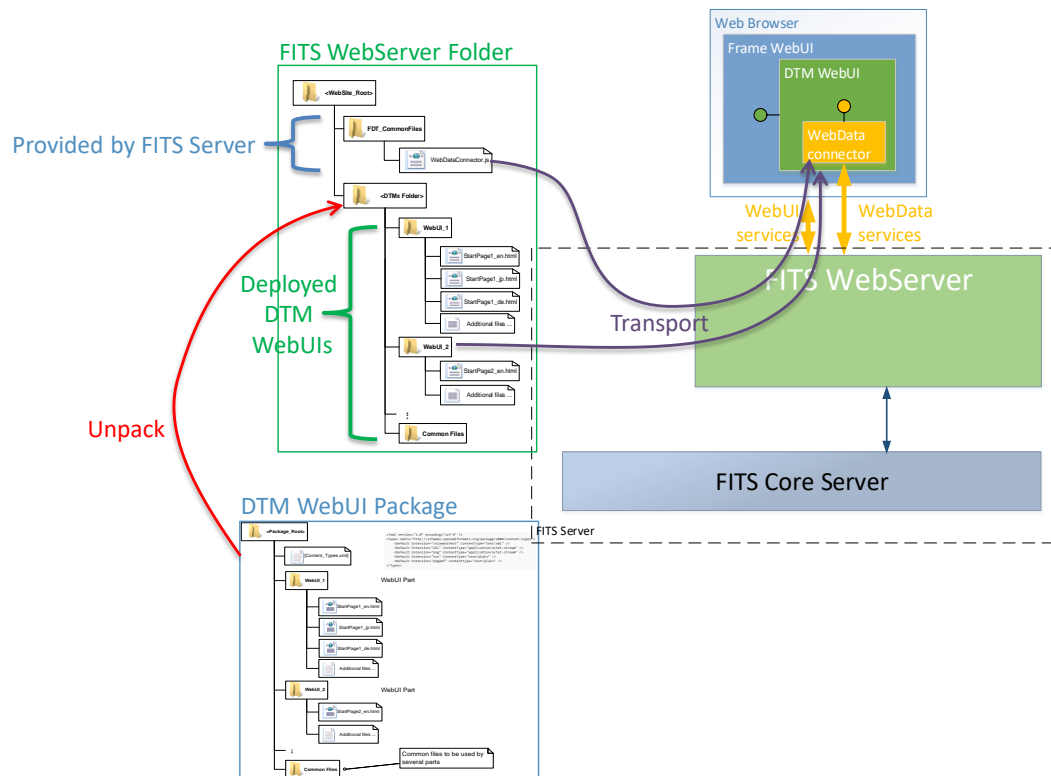 FITS WebServer Folder
<WebSite_Root>
Provided by FITS Server
FDT_CommonFiles
WebDataConnector.js
<DTMx Folder>
WebUI_1
StartPage1_en.html
StartPage1_jp.html
StartPage1_de.html
Additional files ...
Deployed
DTM
WebUIs
WebUI_2
StartPage2_en.html
Additional files ...
:
Common Files
Unpack
Web Browser
Frame WebUI
DTM WebUI
WebData
connector
WebUI
services
WebData
services
FITS WebServer
Transport
FITS Core Server
FITS Server
DTM WebUI Package
<Package_Root>
[Content_Types.xml]
WebUI_1
WebUI Part
StartPage1_en.html
StartPage1_jp.html
StartPage1_de.html
Additional files ...
WebUI_2
WebUI Part
StartPage2_en.html
Additional files ...
:
Common files to be used by
several parts
Common Files